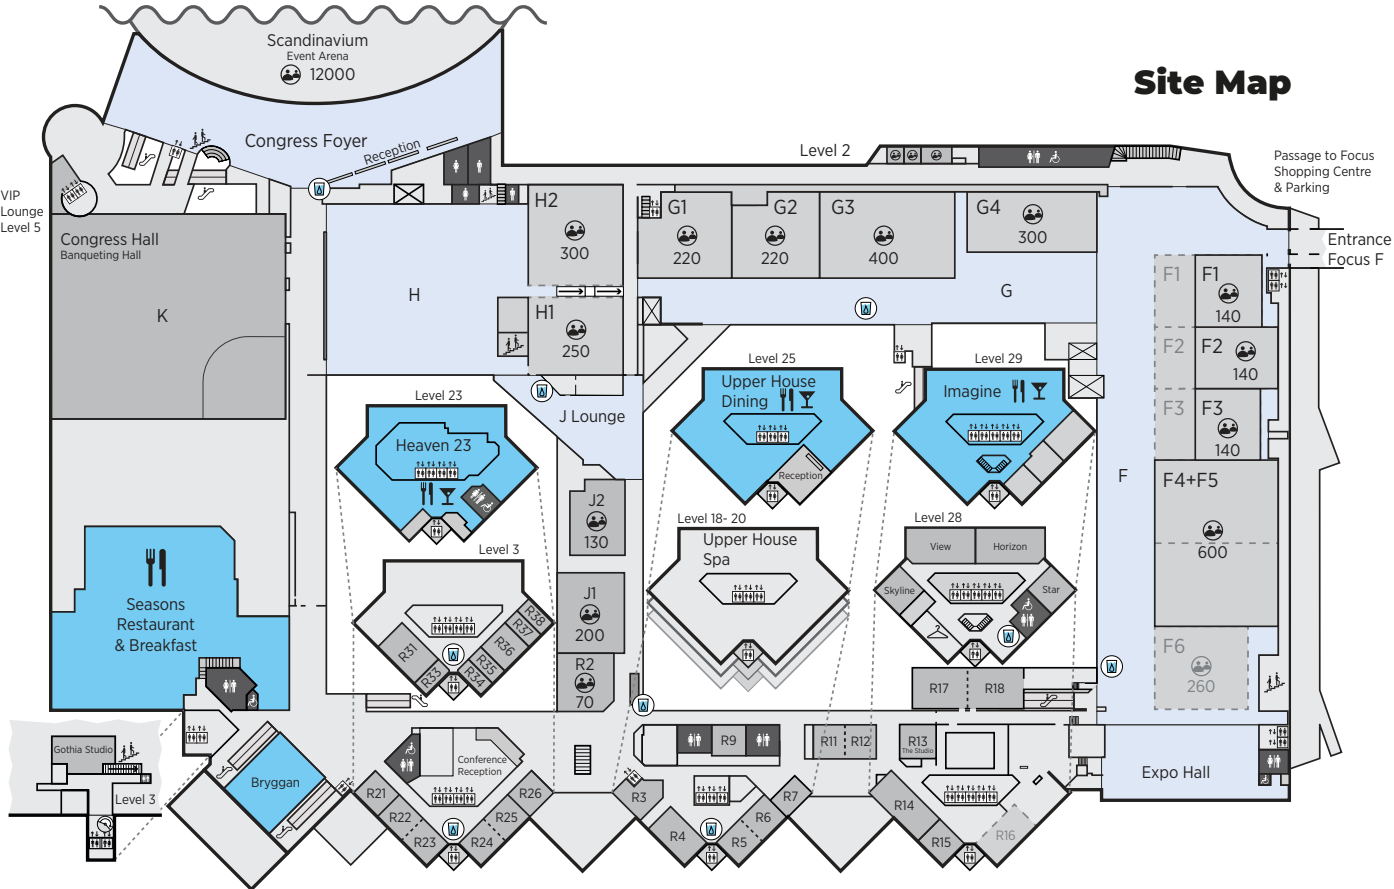 Site Map
Scandinavium
Event Arena
12000
Congress Foyer
Reception
Level 2
Passage to Focus
Shopping Centre
& Parking
VIP
Lounge
Level 5
Congress Hall
Banqueting Hall
K
H
H2
300
H1
250
G1
220
G2
220
G3
400
G4
300
G
Entrance
Focus F
F1
F1
140
F2
F2
140
F3
F3
140
F4+F5
600
F6
260
F
J Lounge
Level 23
Heaven 23
Level 25
Upper House
Dining
Reception
Level 29
Imagine
J2
130
J1
200
R2
70
Level 3
R31
R33
R34
R35
R36
R37
R38
Level 18- 20
Upper House
Spa
Level 28
View
Horizon
Skyline
Star
Seasons
Restaurant
& Breakfast
R17
R18
Gothia Studio
Level 3
Bryggan
Conference
Reception
R21
R22
R23
R24
R25
R26
R9
R11
R12
R13
The Studio
R3
R4
R5
R6
R7
R14
R15
R16
Expo Hall